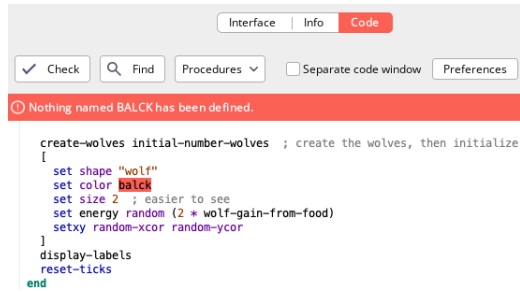 Interface Info Code
Check Find Procedures Separate code window Preferences
Nothing named BALCK has been defined.
create-wolves initial-number-wolves ; create the wolves, then initialize
[
set shape "wolf"
set color balck
set size 2 ; easier to see
set energy random (2 * wolf-gain-from-food)
setxy random-xcor random-ycor
]
display-labels
reset-ticks
end